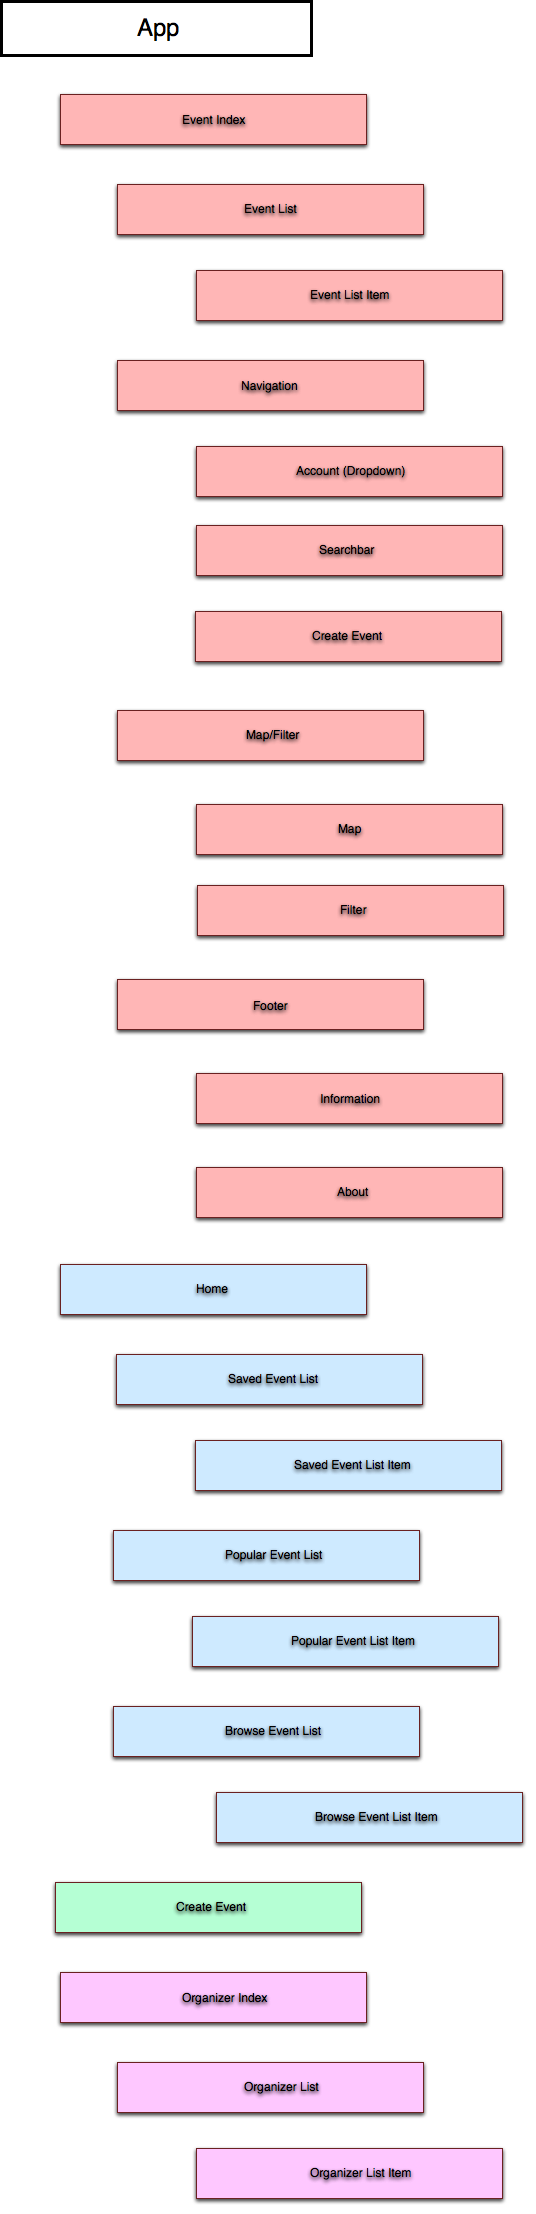 App
Event Index
Event List
Event List Item
Navigation
Account (Dropdown)
Searchbar
Create Event
Map/Filter
Map
Filter
Footer
Information
About
Home
Saved Event List
Saved Event List Item
Popular Event List
Popular Event List Item
Browse Event List
Browse Event List Item
Create Event
Organizer Index
Organizer List
Organizer List Item